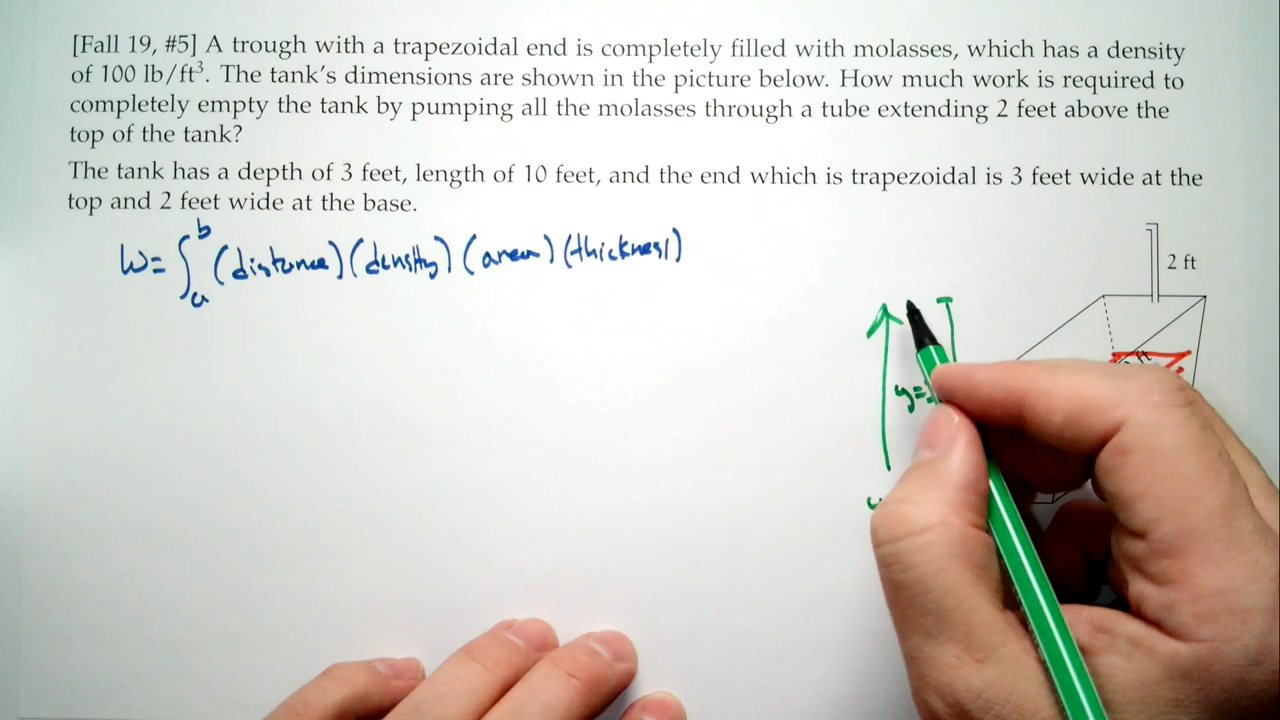 [Fall 19, #5] A trough with a trapezoidal end is completely filled with molasses, which has a density
of 100 lb/ft³. The tank's dimensions are shown in the picture below. How much work is required to
completely empty the tank by pumping all the molasses through a tube extending 2 feet above the
top of the tank?
The tank has a depth of 3 feet, length of 10 feet, and the end which is trapezoidal is 3 feet wide at the
top and 2 feet wide at the base.
W=∫ₐᵇ (distance)(density)(area)(thickness)
2 ft
ft
y=